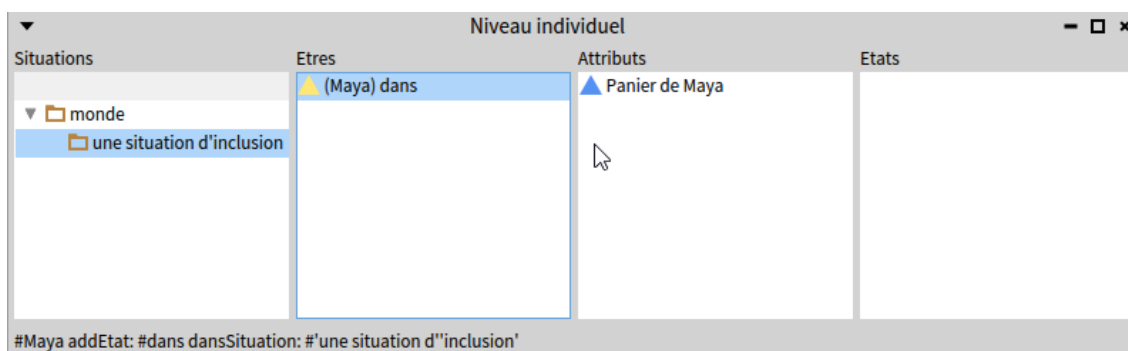 Niveau individuel
Situations Etres Attributs Etats
(Maya) dans Panier de Maya
monde
une situation d'inclusion
#Maya addEtat: #dans dansSituation: #'une situation d''inclusion'